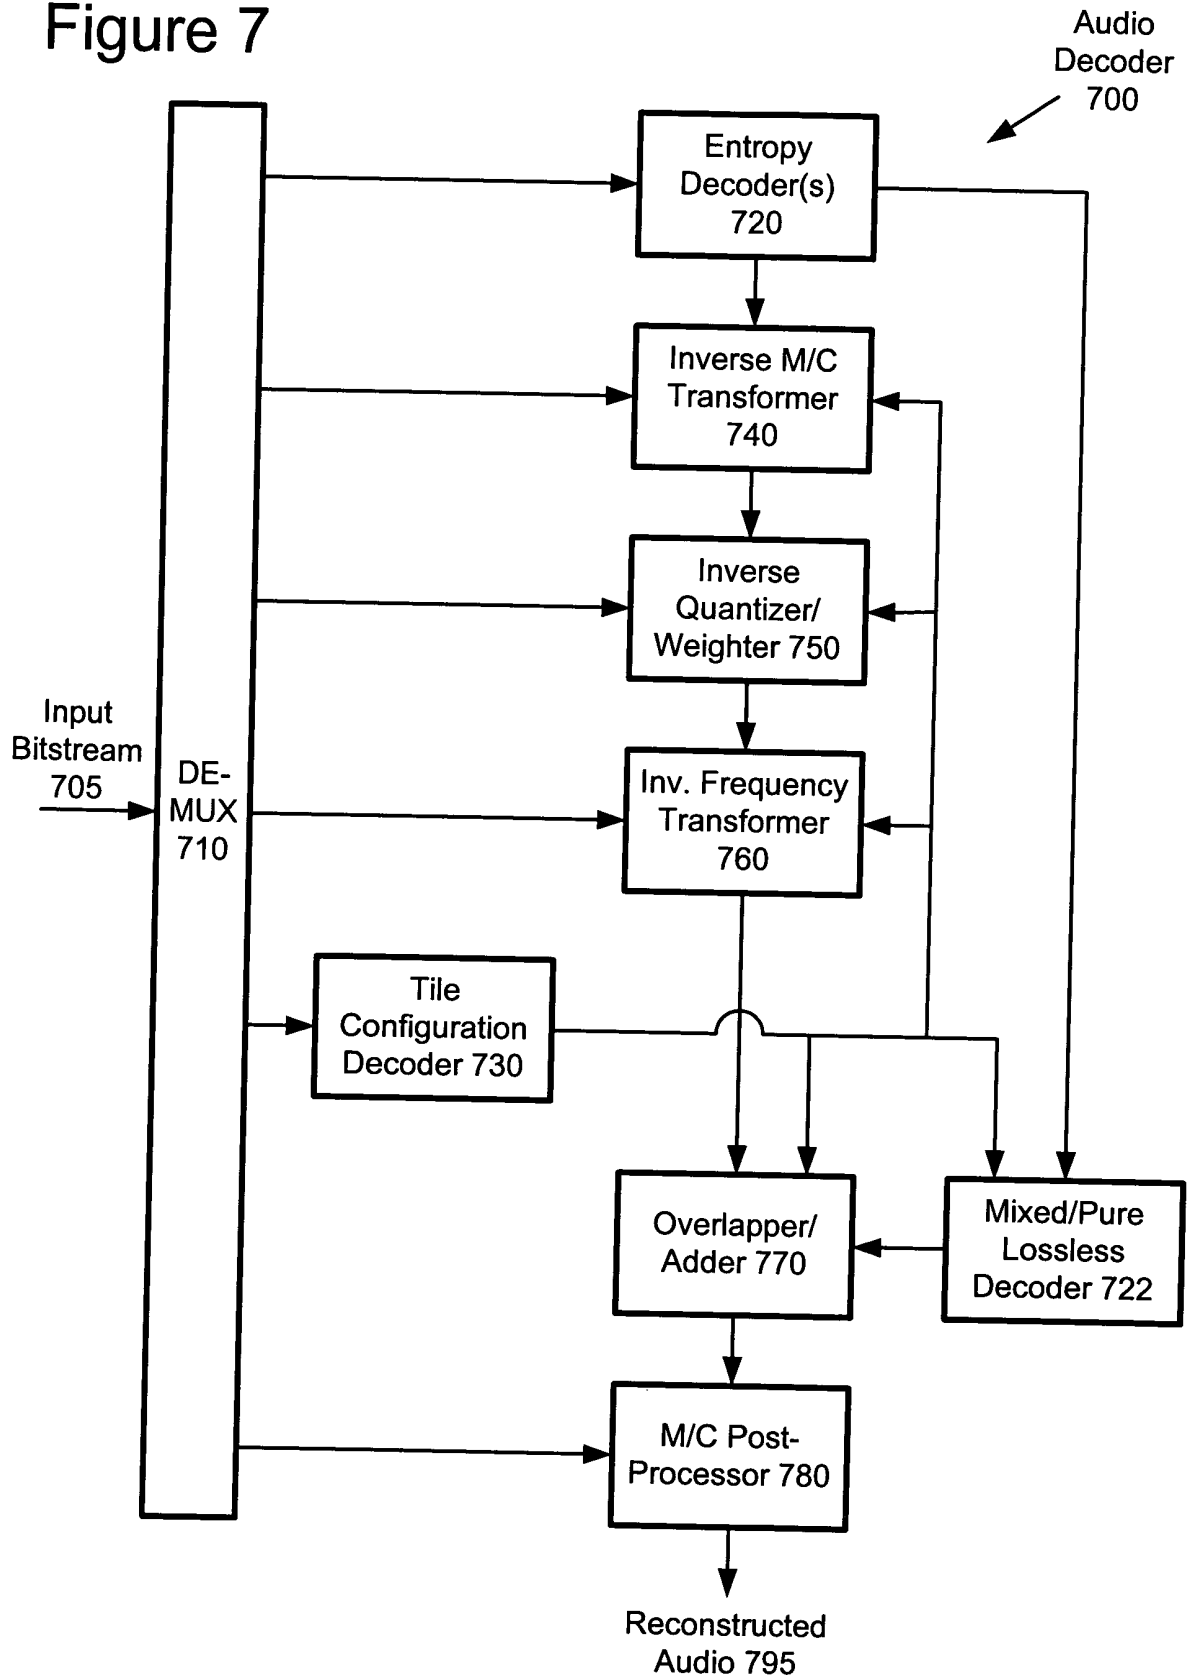 Figure 7
Audio
Decoder
700
Entropy
Decoder(s)
720
Inverse M/C
Transformer
740
Inverse
Quantizer/
Weighter 750
Input
Bitstream
705
DE-
MUX
710
Inv. Frequency
Transformer
760
Tile
Configuration
Decoder 730
Overlapper/
Adder 770
Mixed/Pure
Lossless
Decoder 722
M/C Post-
Processor 780
Reconstructed
Audio 795